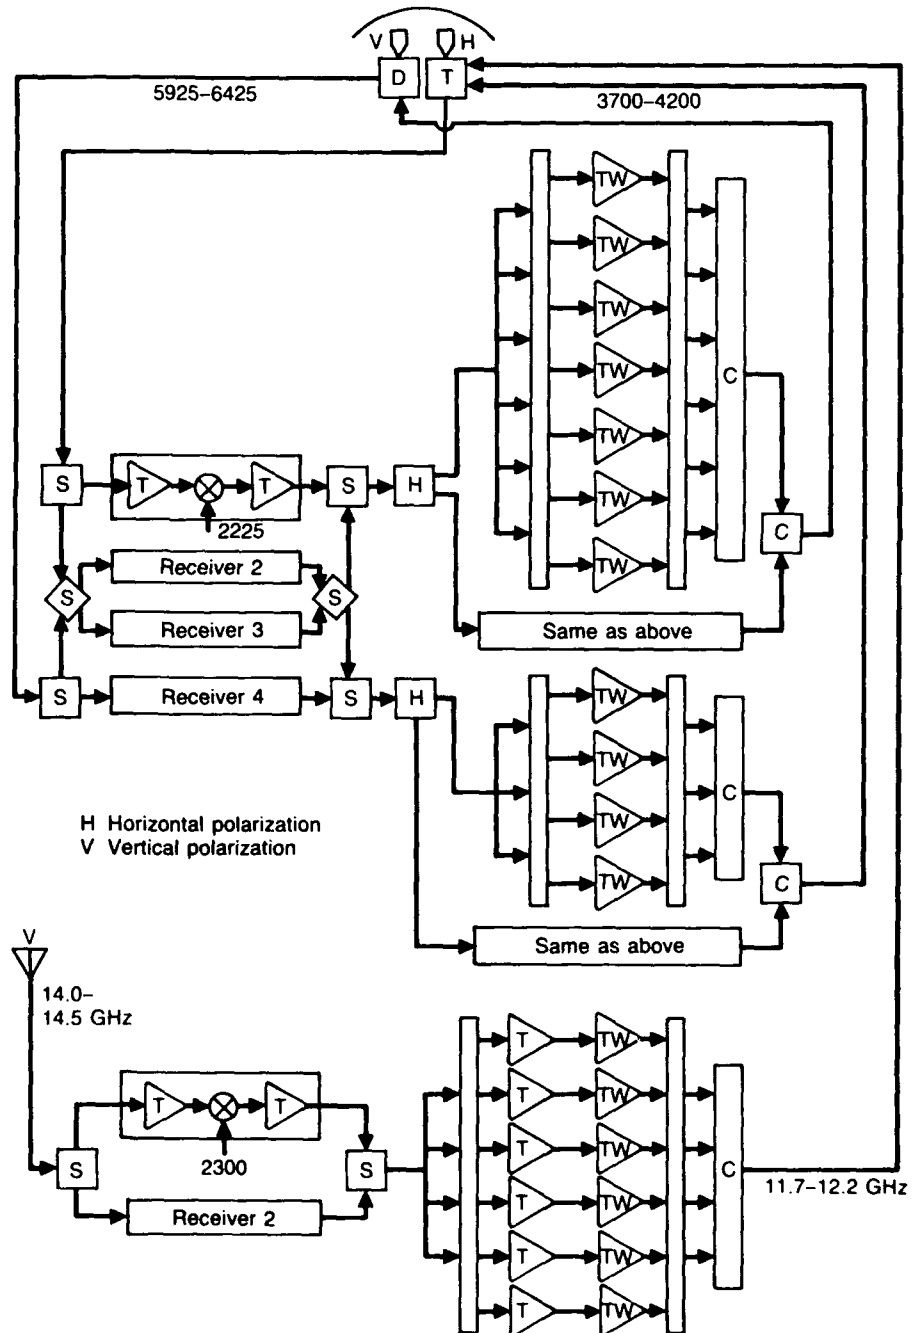 V H
D T
5925–6425
3700–4200
TW
TW
TW
TW
C
TW
S T T S H
TW
2225
C
TW
Receiver 2
S S
Receiver 3
Same as above
S Receiver 4 S H
TW
TW
C
H Horizontal polarization
TW
V Vertical polarization
TW
C
V
Same as above
14.0–
14.5 GHz
T TW
T T T TW
T TW
2300
S S C
11.7–12.2 GHz
T TW
Receiver 2
T TW
T TW